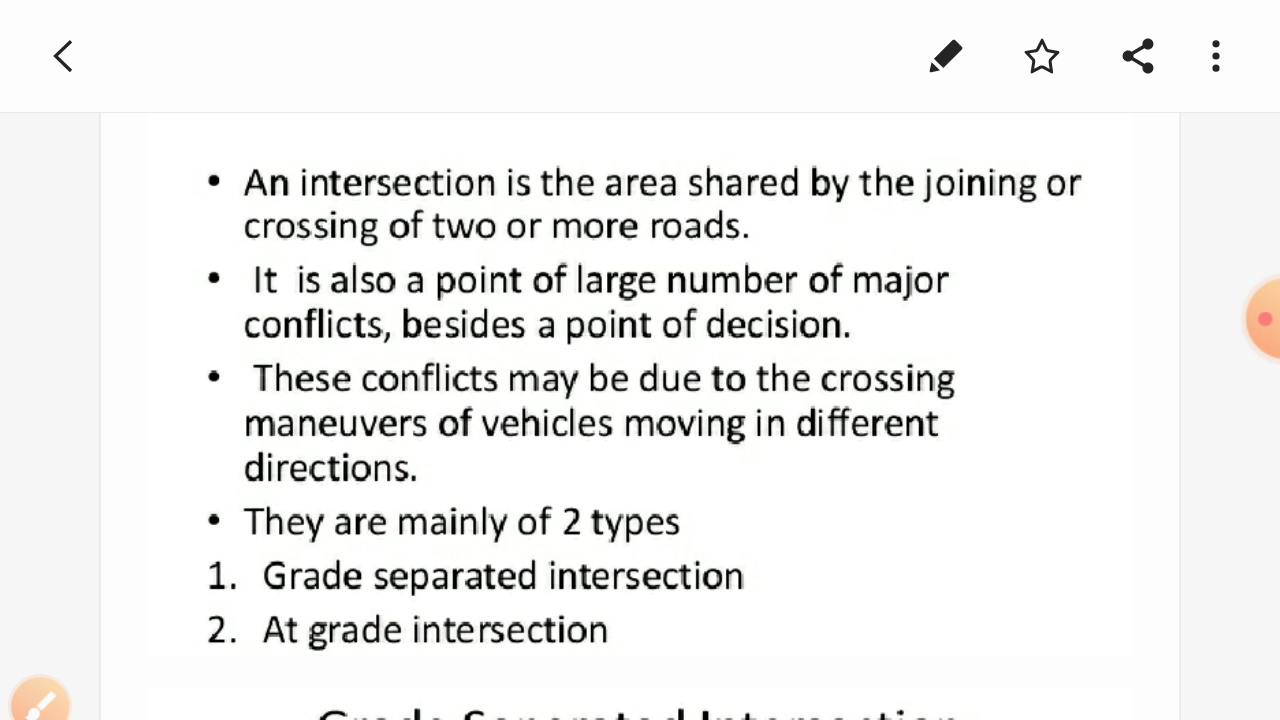 • An intersection is the area shared by the joining or
crossing of two or more roads.
• It is also a point of large number of major
conflicts, besides a point of decision.
• These conflicts may be due to the crossing
maneuvers of vehicles moving in different
directions.
• They are mainly of 2 types
1. Grade separated intersection
2. At grade intersection
Grade Separated Intersection